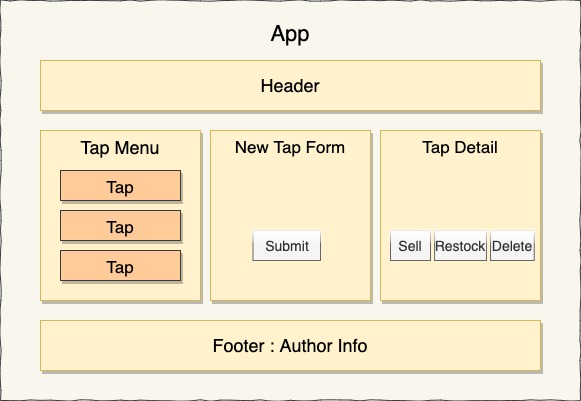 App
Header
Tap Menu
Tap
Tap
Tap
New Tap Form
Submit
Tap Detail
Sell
Restock
Delete
Footer : Author Info